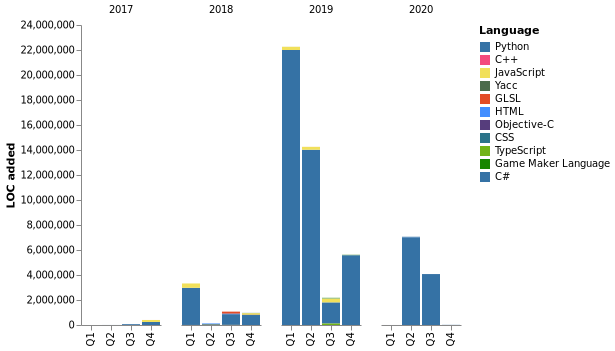 2017 2018 2019 2020
24,000,000
22,000,000
20,000,000
18,000,000
16,000,000
14,000,000
12,000,000
10,000,000
8,000,000
6,000,000
4,000,000
2,000,000
0
LOC added
Q1 Q2 Q3 Q4 Q1 Q2 Q3 Q4 Q1 Q2 Q3 Q4 Q1 Q2 Q3 Q4
Language
Python
C++
JavaScript
Yacc
GLSL
HTML
Objective-C
CSS
TypeScript
Game Maker Language
C#